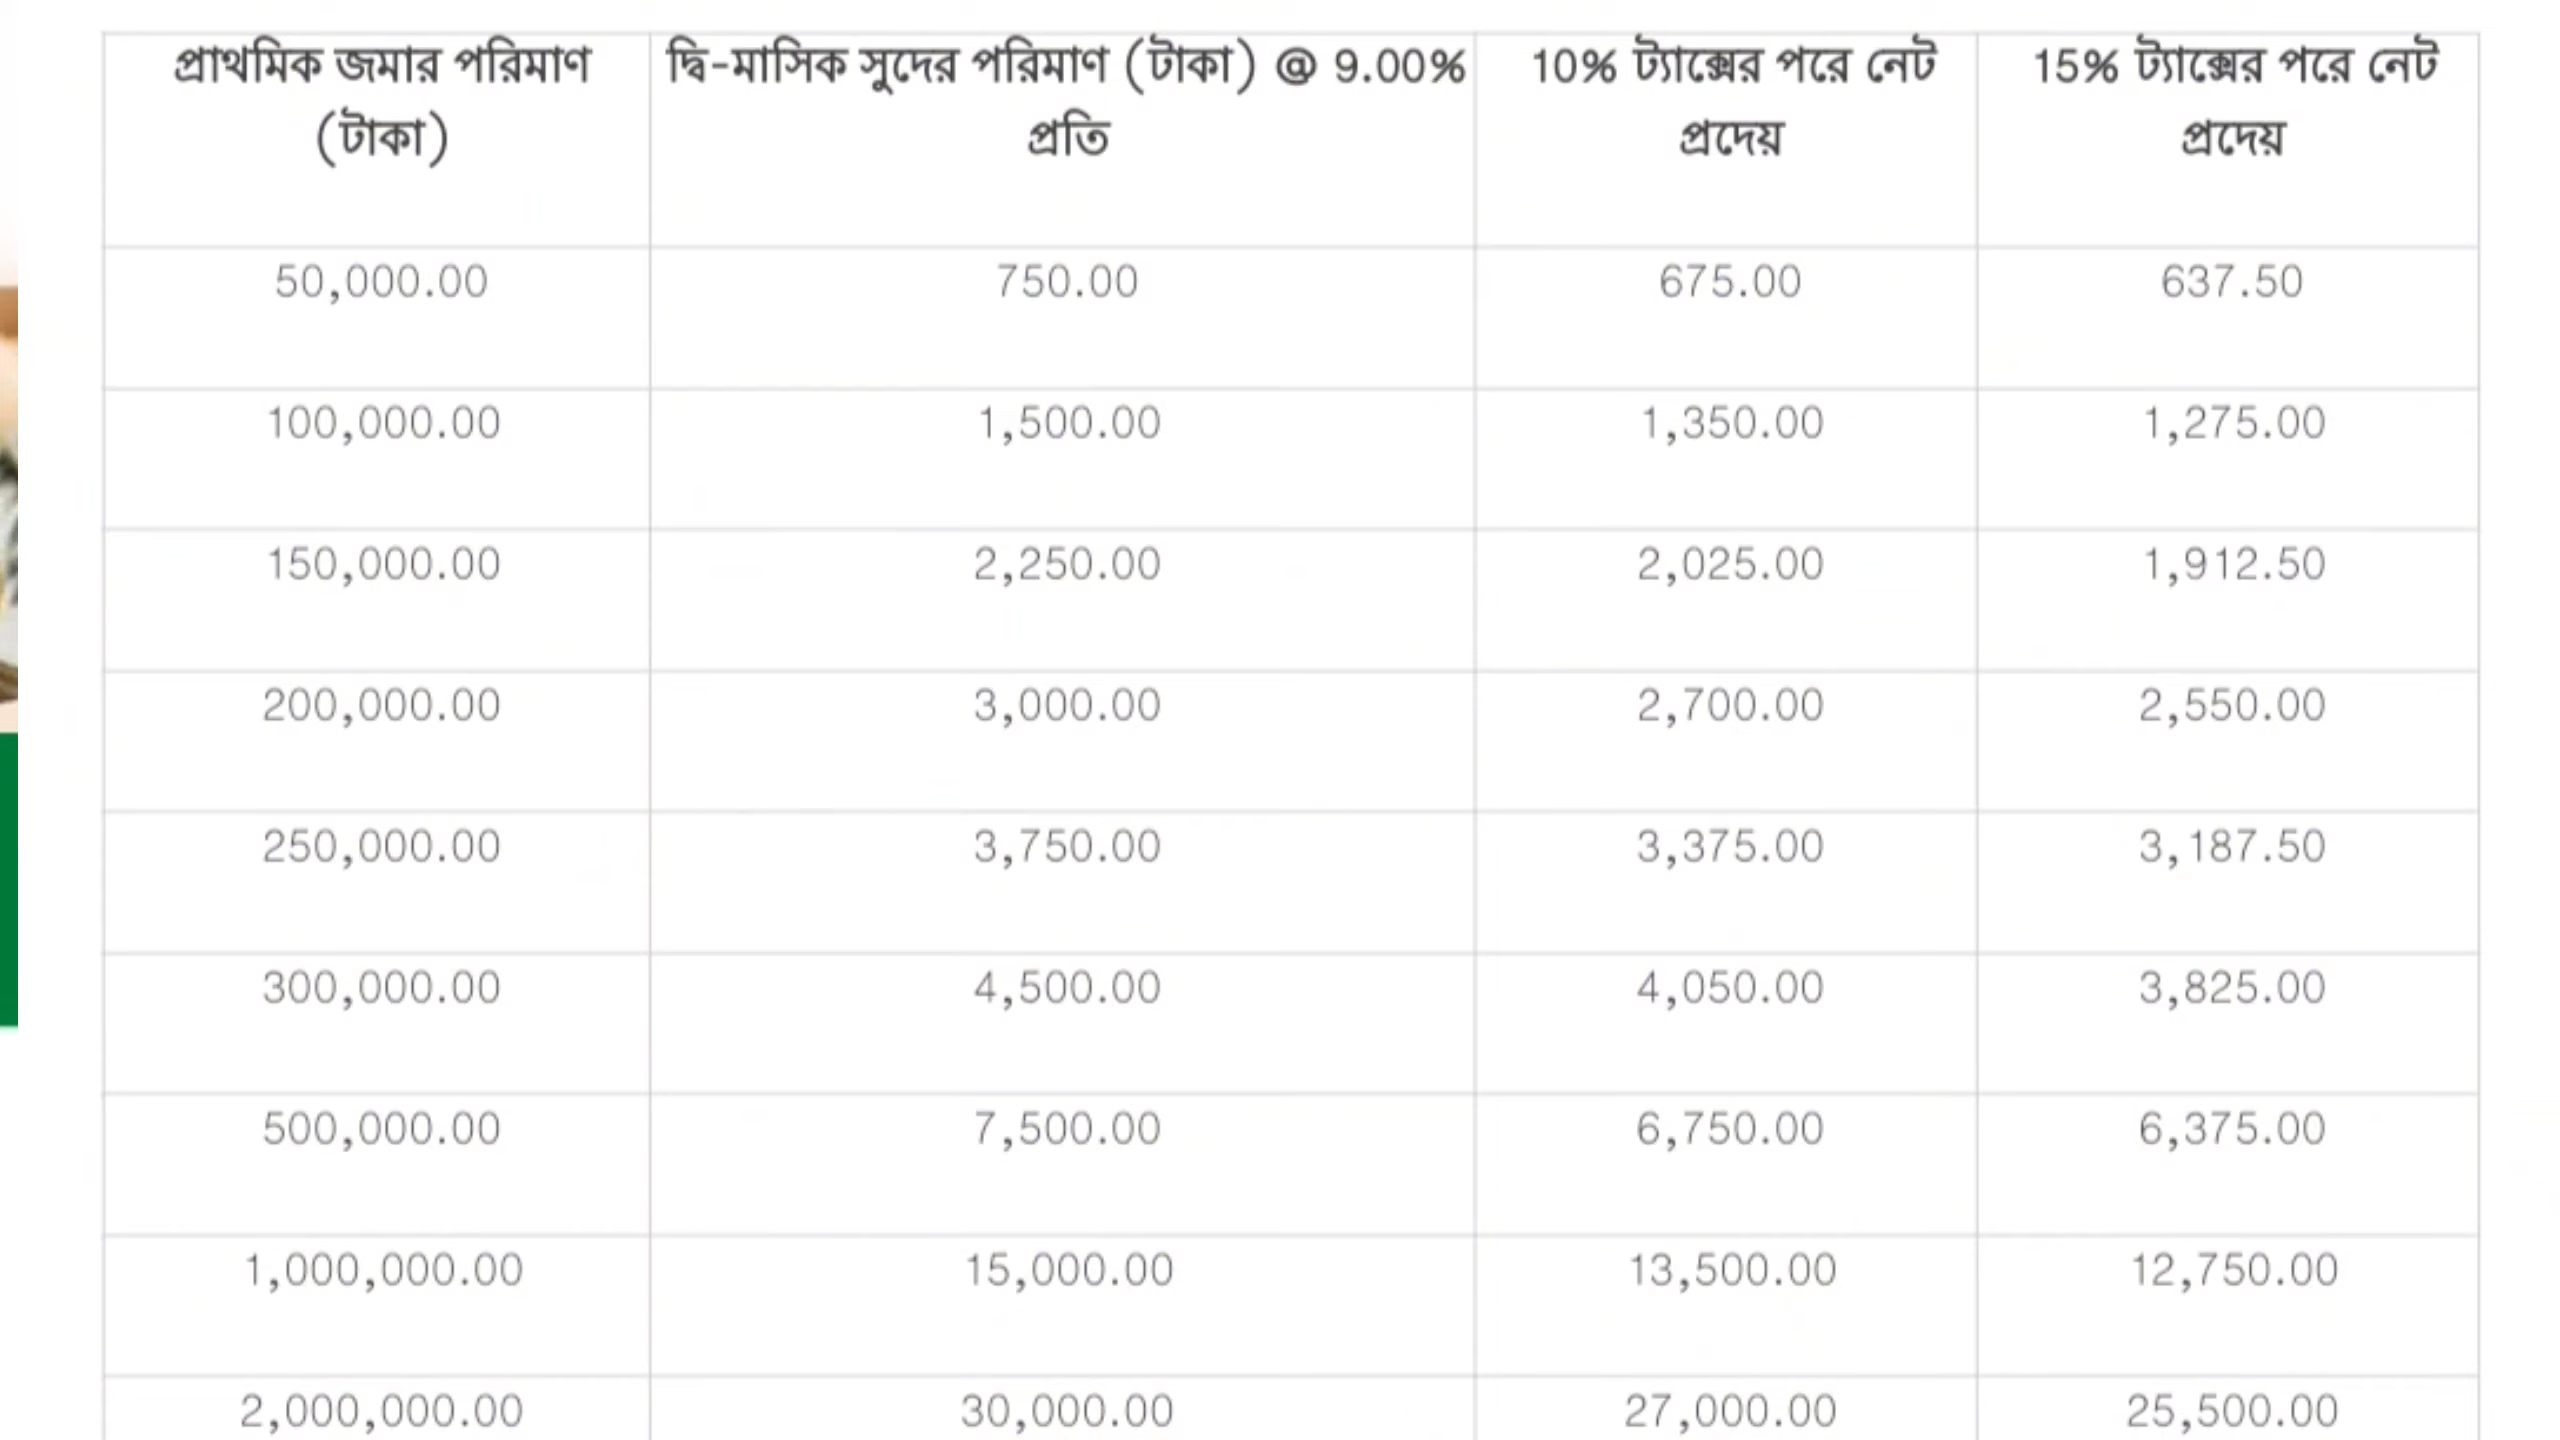 প্রাথমিক জমার পরিমাণ (টাকা) দ্বি-মাসিক সুদের পরিমাণ (টাকা) @ 9.00% প্রতি 10% ট্যাক্সের পরে নেট প্রদেয় 15% ট্যাক্সের পরে নেট প্রদেয়
50,000.00 750.00 675.00 637.50
100,000.00 1,500.00 1,350.00 1,275.00
150,000.00 2,250.00 2,025.00 1,912.50
200,000.00 3,000.00 2,700.00 2,550.00
250,000.00 3,750.00 3,375.00 3,187.50
300,000.00 4,500.00 4,050.00 3,825.00
500,000.00 7,500.00 6,750.00 6,375.00
1,000,000.00 15,000.00 13,500.00 12,750.00
2,000,000.00 30,000.00 27,000.00 25,500.00